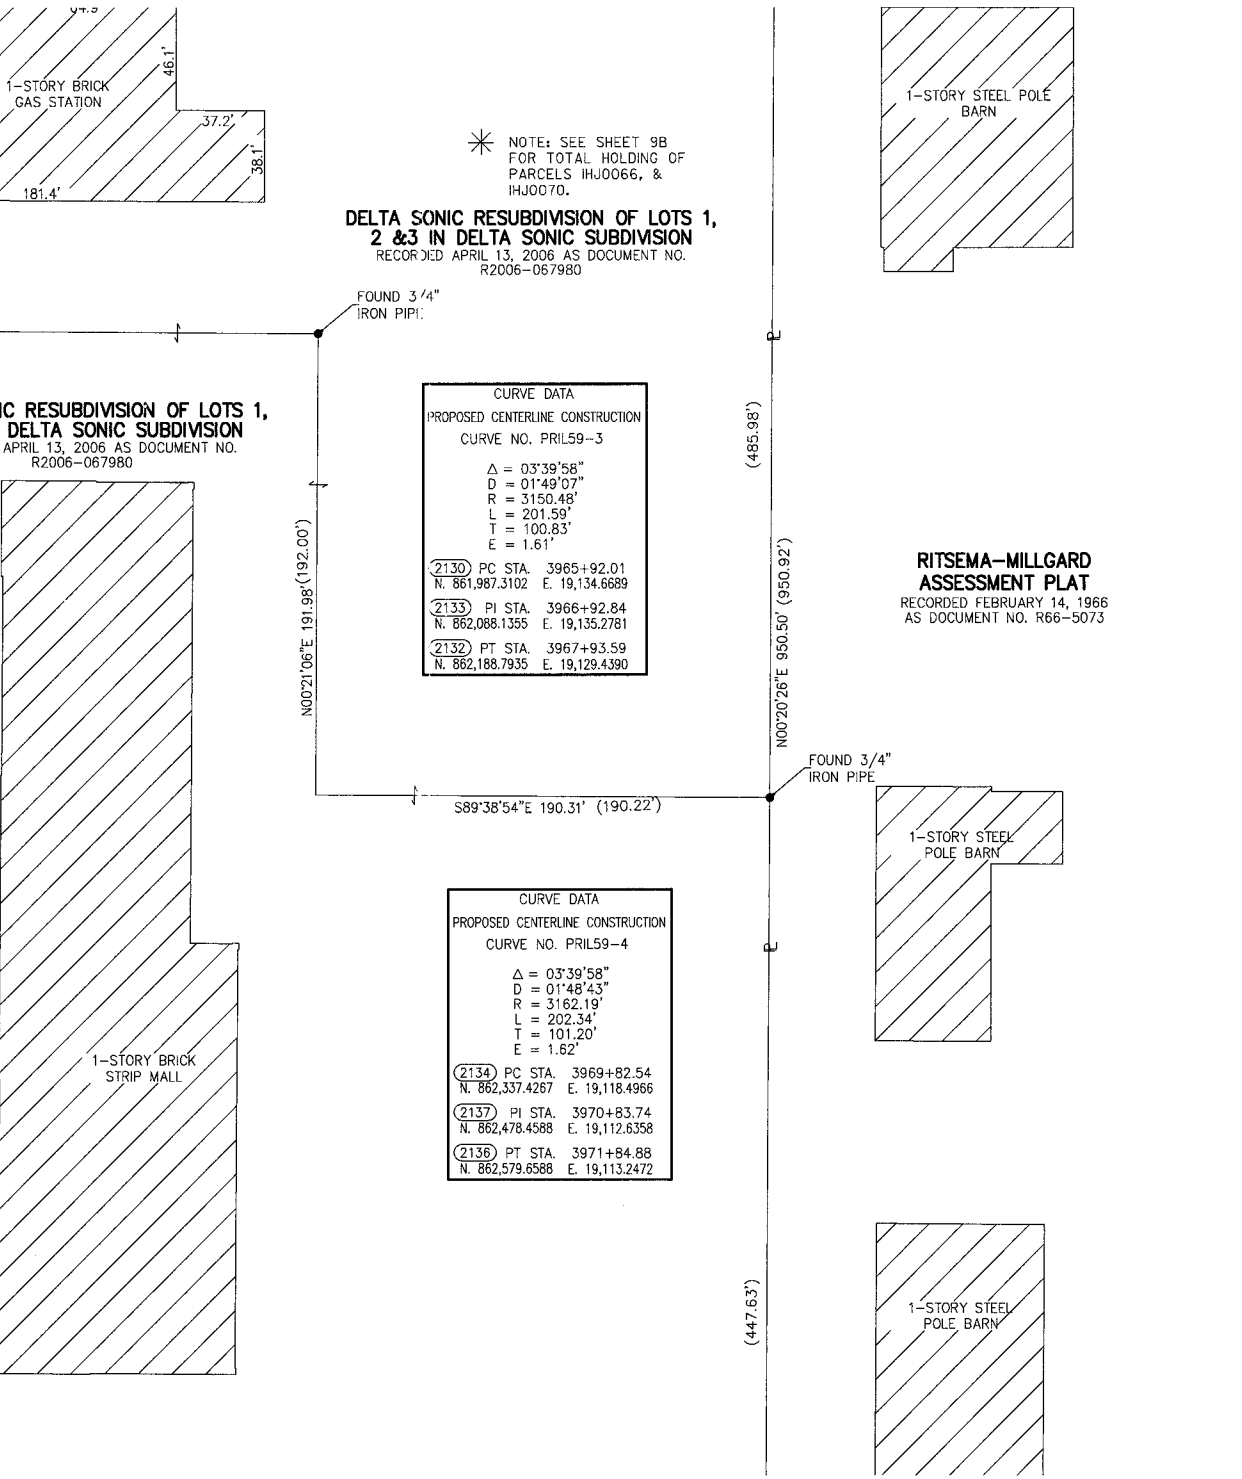 46.1'
1-STORY BRICK
GAS STATION
37.2'
38.1'
181.4'
1-STORY STEEL POLE
BARN
NOTE: SEE SHEET 9B
FOR TOTAL HOLDING OF
PARCELS IHJ0066, &
IHJ0070.
DELTA SONIC RESUBDIVISION OF LOTS 1,
2 &3 IN DELTA SONIC SUBDIVISION
RECORDED APRIL 13, 2006 AS DOCUMENT NO.
R2006-067980
FOUND 3/4"
IRON PIPE
IC RESUBDIVISION OF LOTS 1,
DELTA SONIC SUBDIVISION
APRIL 13, 2006 AS DOCUMENT NO.
R2006-067980
CURVE DATA
PROPOSED CENTERLINE CONSTRUCTION
CURVE NO. PRIL59-3
Δ = 03°39'58"
D = 01°49'07"
R = 3150.48'
L = 201.59'
T = 100.83'
E = 1.61'
2130 PC STA. 3965+92.01
N. 861,987.3102 E. 19,134.6689
2133 PI STA. 3966+92.84
N. 862,088.1355 E. 19,135.2781
2132 PT STA. 3967+93.59
N. 862,188.7935 E. 19,129.4390
(485.98')
N00°21'06"E 191.98' (192.00')
N00°20'26"E 950.50' (950.92')
RITSEMA-MILLGARD
ASSESSMENT PLAT
RECORDED FEBRUARY 14, 1966
AS DOCUMENT NO. R66-5073
FOUND 3/4"
IRON PIPE
S89°38'54"E 190.31' (190.22')
1-STORY STEEL
POLE BARN
CURVE DATA
PROPOSED CENTERLINE CONSTRUCTION
CURVE NO. PRIL59-4
Δ = 03°39'58"
D = 01°48'43"
R = 3162.19'
L = 202.34'
T = 101.20'
E = 1.62'
2134 PC STA. 3969+82.54
N. 862,337.4267 E. 19,118.4966
2137 PI STA. 3970+83.74
N. 862,478.4588 E. 19,112.6358
2136 PT STA. 3971+84.88
N. 862,579.6588 E. 19,113.2472
1-STORY BRICK
STRIP MALL
(447.63')
1-STORY STEEL
POLE BARN